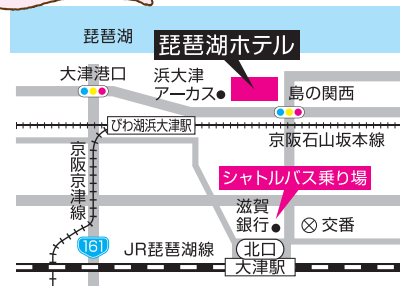 琵琶湖
琵琶湖ホテル
大津港口
浜大津
アーカス
島の関西
びわ湖浜大津駅
京阪石山坂本線
京阪京津線
シャトルバス乗り場
滋賀
銀行
交番
161
JR琵琶湖線
北口
大津駅